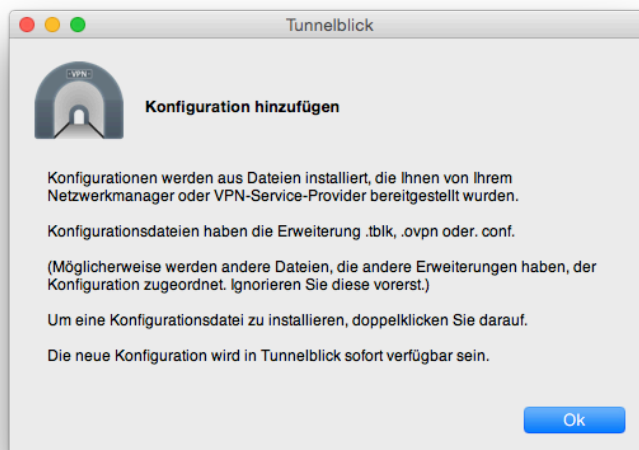 Tunnelblick
VPN
Konfiguration hinzufügen
Konfigurationen werden aus Dateien installiert, die Ihnen von Ihrem
Netzwerkmanager oder VPN-Service-Provider bereitgestellt wurden.
Konfigurationsdateien haben die Erweiterung .tblk, .ovpn oder. conf.
(Möglicherweise werden andere Dateien, die andere Erweiterungen haben, der
Konfiguration zugeordnet. Ignorieren Sie diese vorerst.)
Um eine Konfigurationsdatei zu installieren, doppelklicken Sie darauf.
Die neue Konfiguration wird in Tunnelblick sofort verfügbar sein.
Ok